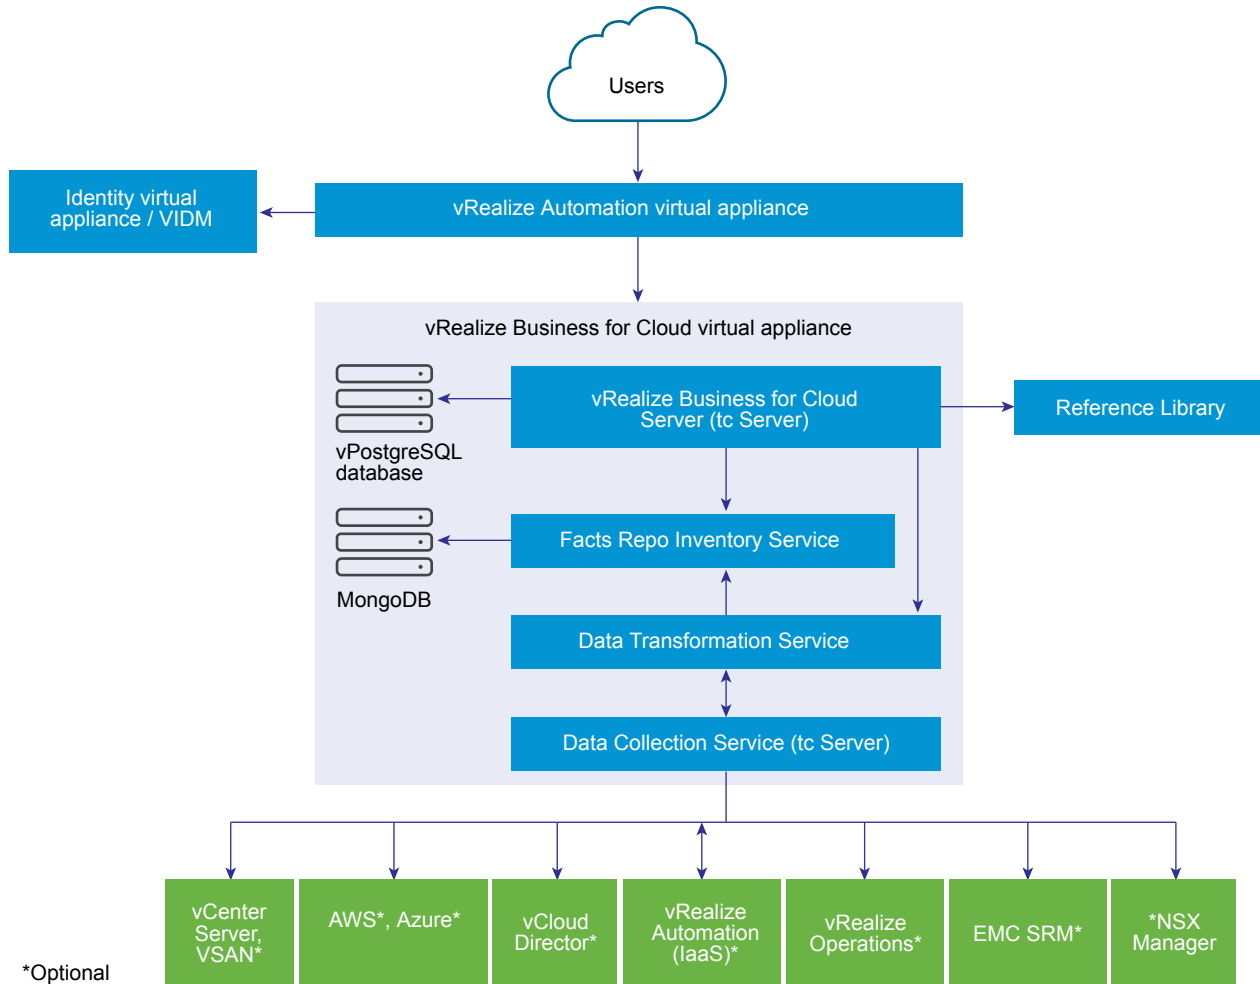 Users
Identity virtual
appliance / VIDM
vRealize Automation virtual appliance
vRealize Business for Cloud virtual appliance
vRealize Business for Cloud
Server (tc Server)
Reference Library
vPostgreSQL
database
Facts Repo Inventory Service
MongoDB
Data Transformation Service
Data Collection Service (tc Server)
vCenter
Server,
VSAN*
AWS*, Azure*
vCloud
Director*
vRealize
Automation
(IaaS)*
vRealize
Operations*
EMC SRM*
*NSX
Manager
*Optional